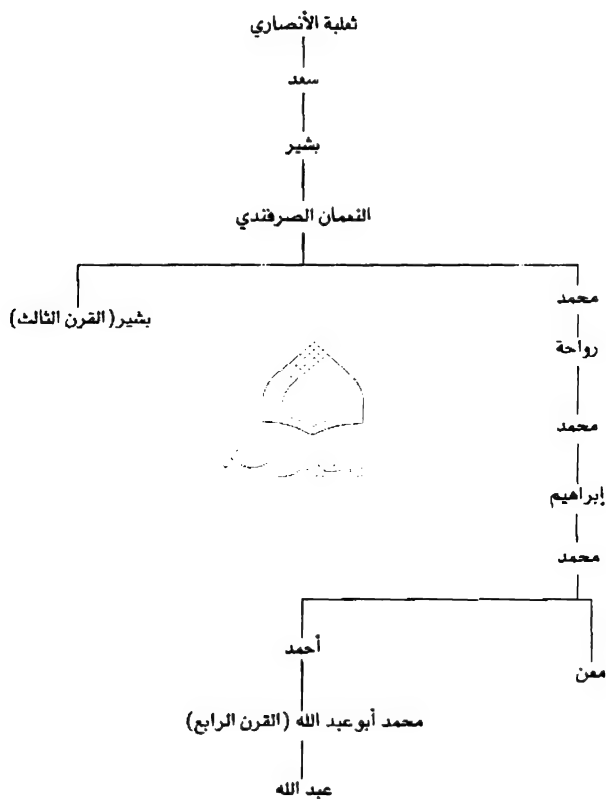 ثعلبة الأنصاري
سعد
بشير
النعمان الصرفندي
محمد
بشير (القرن الثالث)
رواحة
محمد
إبراهيم
محمد
أحمد
معن
محمد أبو عبد الله (القرن الرابع)
عبد الله